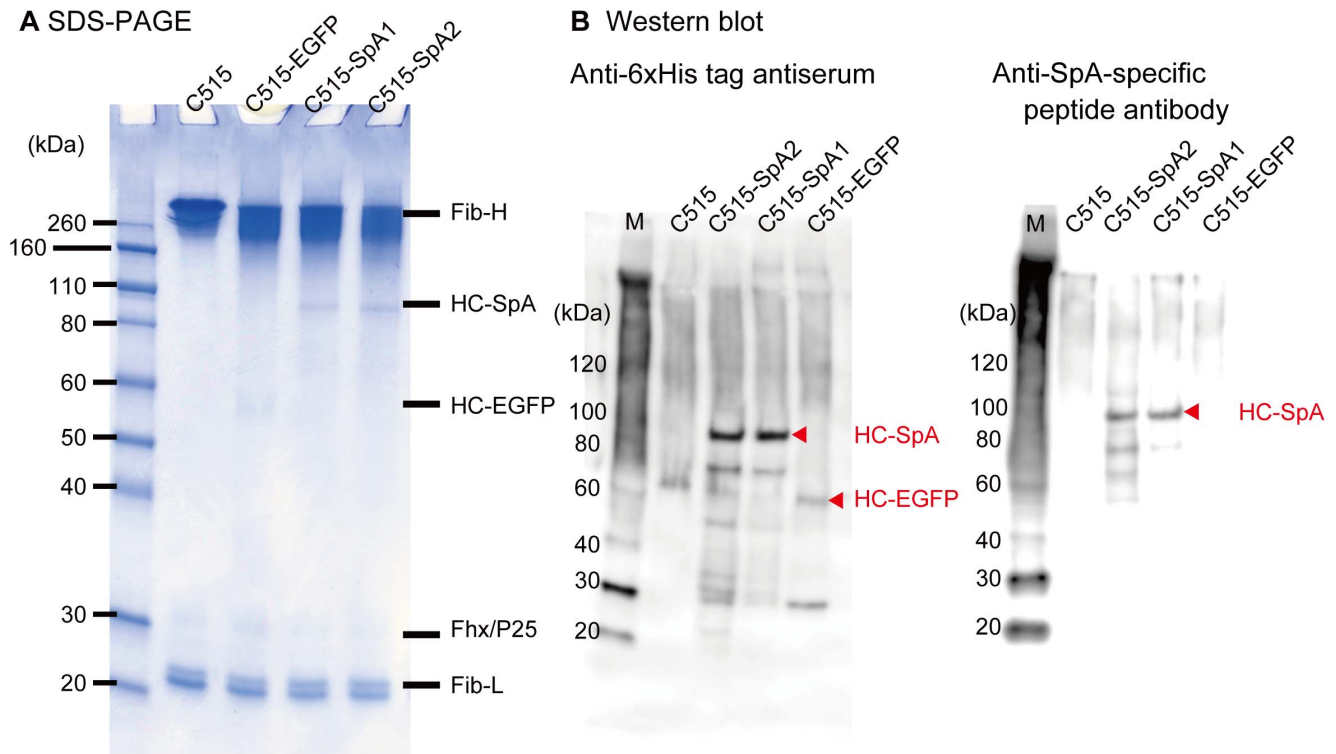 A SDS-PAGE
C515
C515-EGFP
C515-SpA1
C515-SpA2
(kDa)
260
160
110
80
60
50
40
30
20
Fib-H
HC-SpA
HC-EGFP
Fhx/P25
Fib-L
B Western blot
Anti-6xHis tag antiserum
M
C515
C515-SpA2
C515-SpA1
C515-EGFP
(kDa)
120
100
80
60
40
30
20
HC-SpA
HC-EGFP
Anti-SpA-specific
peptide antibody
M
C515
C515-SpA2
C515-SpA1
C515-EGFP
(kDa)
120
100
80
60
40
30
20
HC-SpA